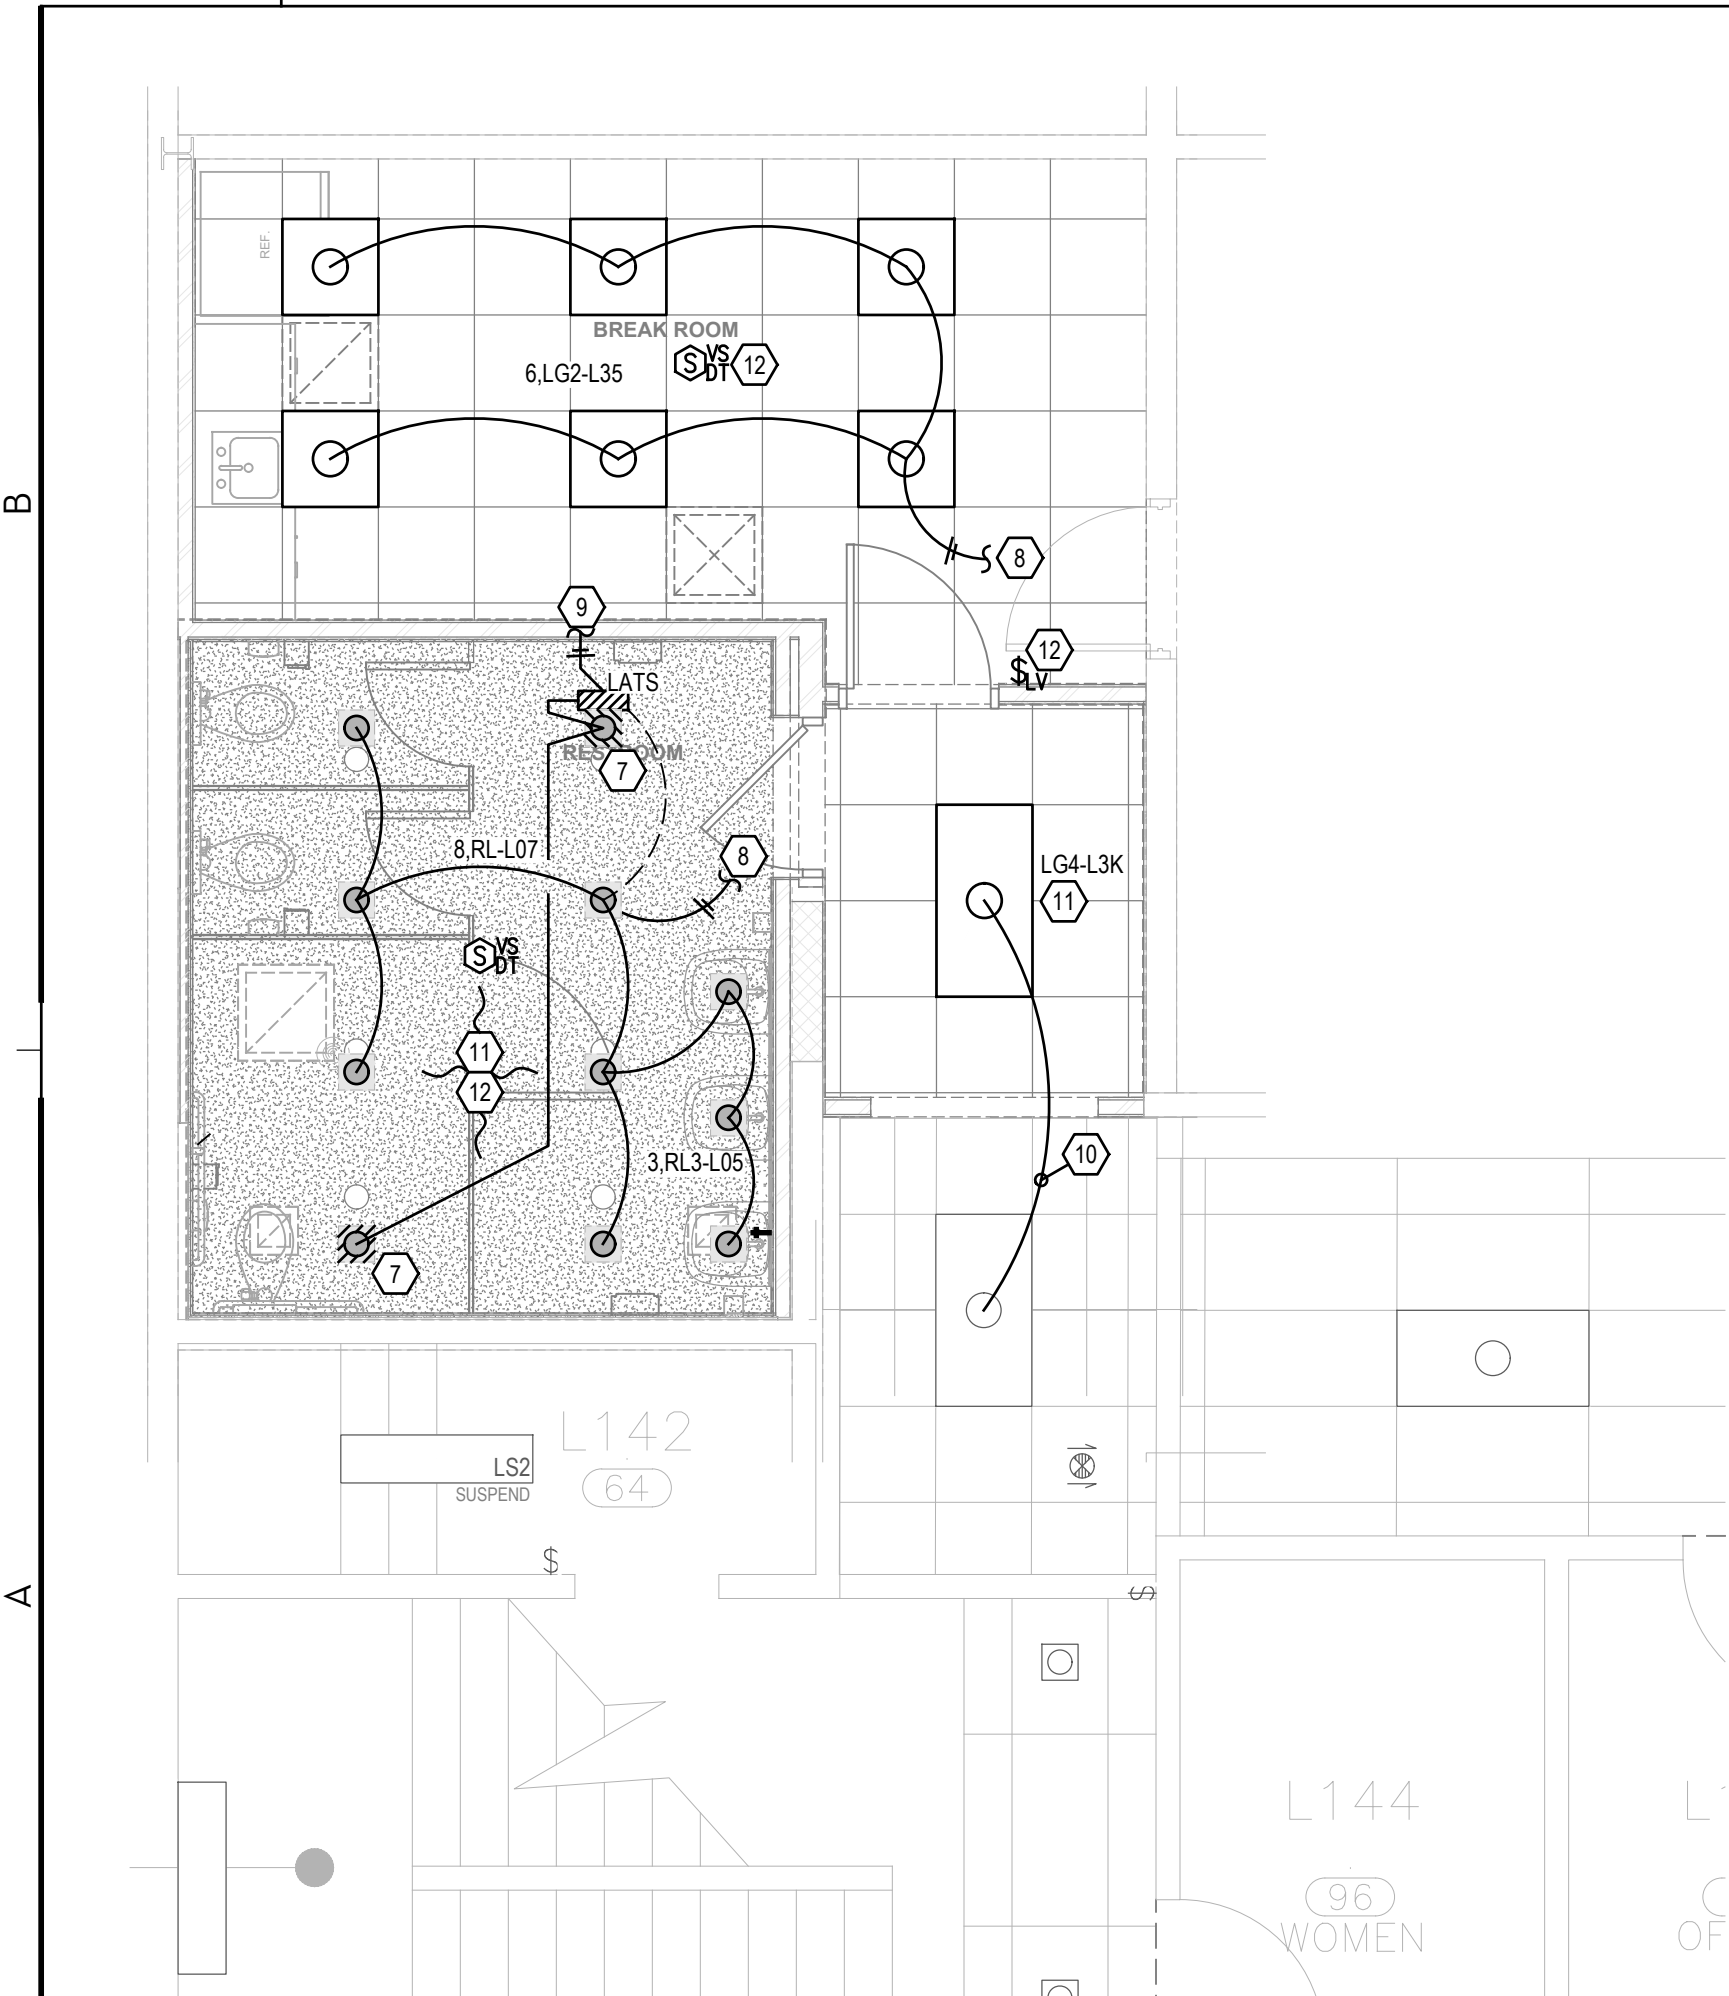 REF.
BREAK ROOM
6,LG2-L35
S VS DT 12
B
8
9
12
$ LV
LATS
RESTROOM
7
8,RL-L07
8
LG4-L3K
11
S VS DT
11
12
3,RL3-L05
10
7
L142
LS2
64
SUSPEND
$
A
$
L144
96
WOMEN